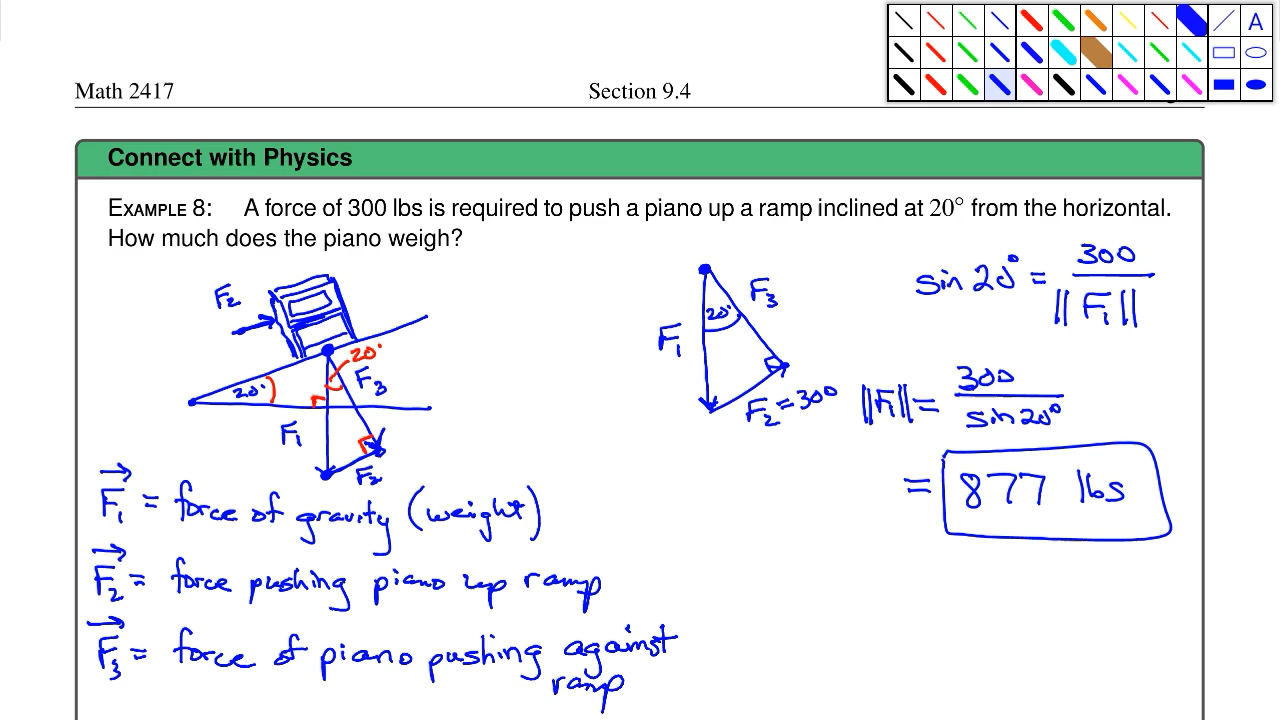 A
Math 2417
Section 9.4
Connect with Physics
EXAMPLE 8: A force of 300 lbs is required to push a piano up a ramp inclined at 20° from the horizontal.
How much does the piano weigh?
F₂
20°
20°
F₃
F₁
F₂
F₁⃗ = force of gravity (weight)
F₂⃗ = force pushing piano up ramp
F₃⃗ = force of piano pushing against
ramp
20°
F₃
F₁
F₂ = 300
sin 20° = 300 / ||F₁||
||F₁|| = 300 / sin 20°
= 877 lbs